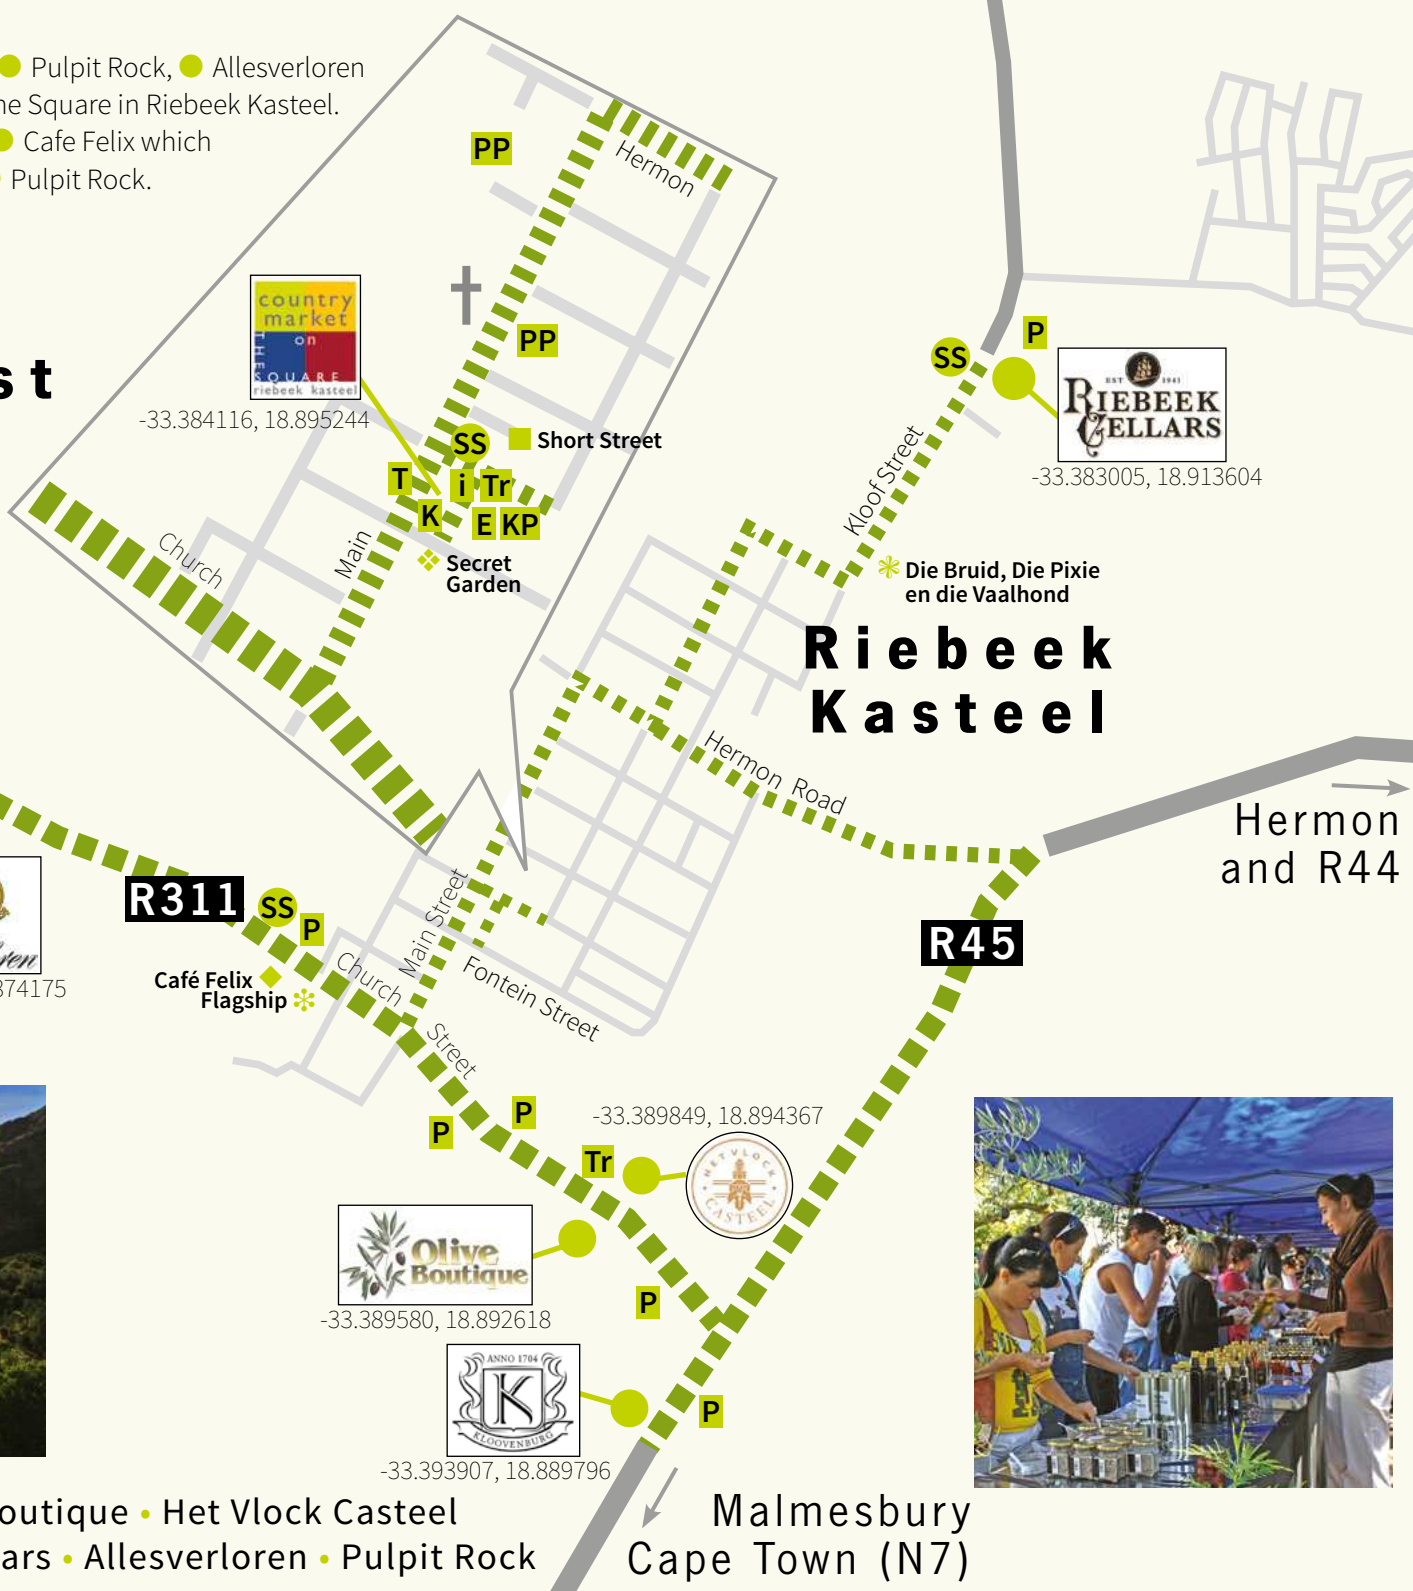 Pulpit Rock, Allesverloren
he Square in Riebeek Kasteel.
Cafe Felix which
Pulpit Rock.
st
PP
Hermon
country
market
on
THE
SQUARE
riebeek kasteel
-33.384116, 18.895244
PP
SS
Short Street
T
i
Tr
K
E
KP
Secret
Garden
Main
Church
SS
P
EST 1941
RIEBEEK
CELLARS
-33.383005, 18.913604
Kloof Street
Die Bruid, Die Pixie
en die Vaalhond
Riebeek
Kasteel
Hermon Road
Hermon
and R44
R45
R311
SS
P
ren
874175
Café Felix
Flagship
Church
Street
Main Street
Fontein Street
P
P
-33.389849, 18.894367
Tr
HET VLOCK
CASTEEL
Olive
Boutique
-33.389580, 18.892618
P
ANNO 1704
K
KLOOVENBURG
-33.393907, 18.889796
P
Malmesbury
Cape Town (N7)
outique • Het Vlock Casteel
ars • Allesverloren • Pulpit Rock